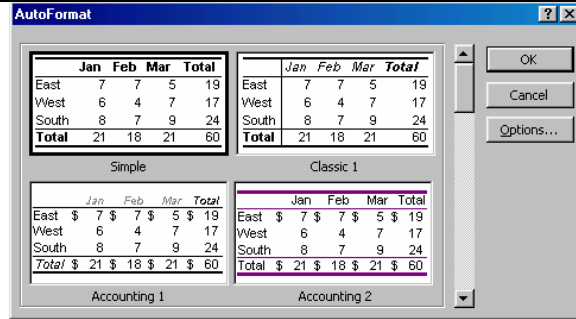 AutoFormat
Jan Feb Mar Total
East 7 7 5 19
West 6 4 7 17
South 8 7 9 24
Total 21 18 21 60
Simple
Jan Feb Mar Total
East 7 7 5 19
West 6 4 7 17
South 8 7 9 24
Total 21 18 21 60
Classic 1
Jan Feb Mar Total
East $ 7 $ 7 $ 5 $ 19
West 6 4 7 17
South 8 7 9 24
Total $ 21 $ 18 $ 21 $ 60
Accounting 1
Jan Feb Mar Total
East $ 7 $ 7 $ 5 $ 19
West 6 4 7 17
South 8 7 9 24
Total $ 21 $ 18 $ 21 $ 60
Accounting 2
OK
Cancel
Options...